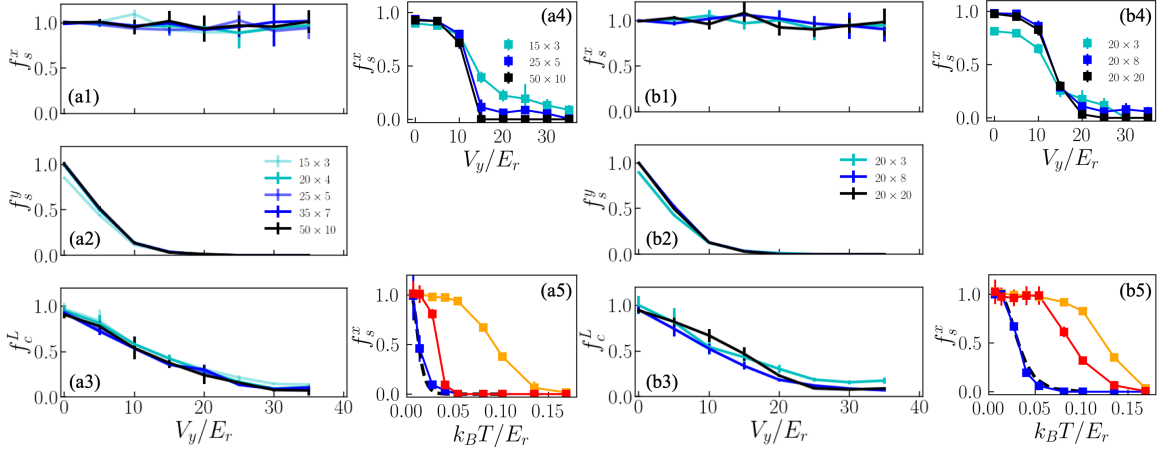 f_s^x
1.0
0.5
0.0
(a1)
f_s^y
1.0
0.5
0.0
(a2)
15 × 3
20 × 4
25 × 5
35 × 7
50 × 10
f_c^L
1.0
0.5
0.0
(a3)
0 10 20 30 40
V_y/E_r
f_s^x
1.0
0.5
0.0
(a4)
15 × 3
25 × 5
50 × 10
0 10 20 30
V_y/E_r
f_s^x
1.0
0.5
0.0
(a5)
0.00 0.05 0.10 0.15
k_BT/E_r
f_s^x
1.0
0.5
0.0
(b1)
f_s^y
1.0
0.5
0.0
(b2)
20 × 3
20 × 8
20 × 20
f_c^L
1.0
0.5
0.0
(b3)
0 10 20 30 40
V_y/E_r
f_s^x
1.0
0.5
0.0
(b4)
20 × 3
20 × 8
20 × 20
0 10 20 30
V_y/E_r
f_s^x
1.0
0.5
0.0
(b5)
0.00 0.05 0.10 0.15
k_BT/E_r